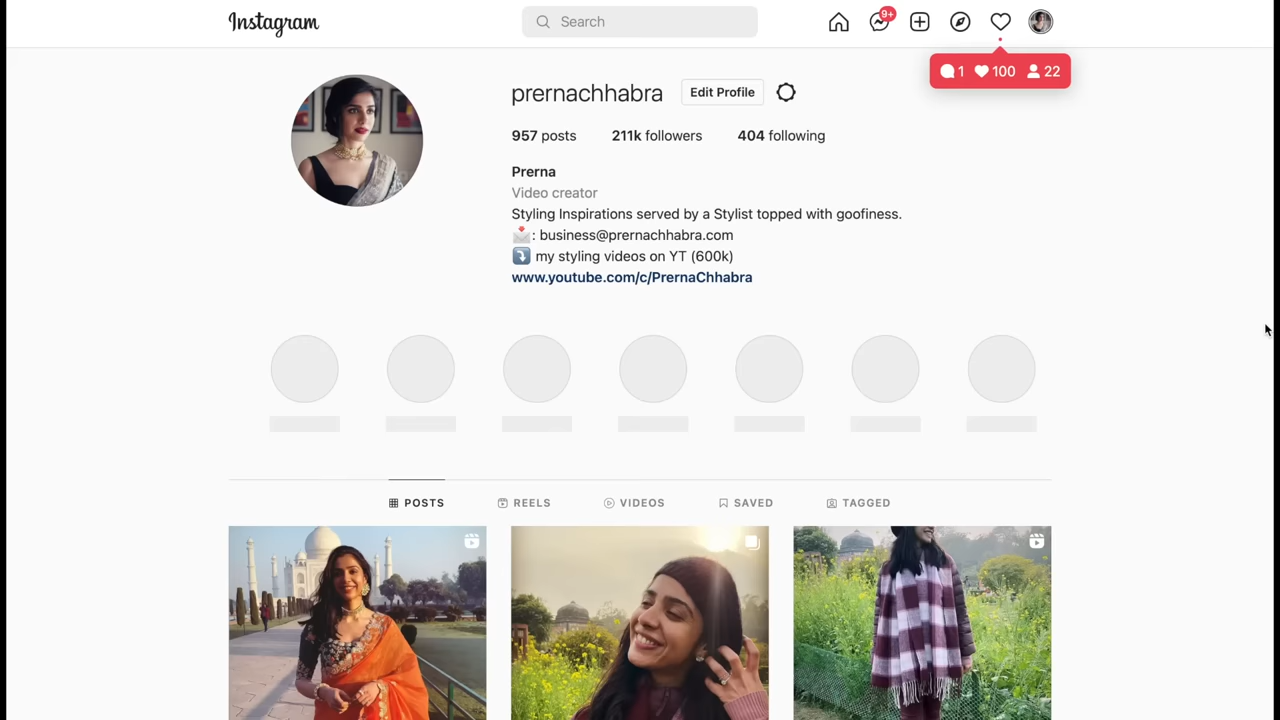 Instagram
Search
9+
1 100 22
prernachhabra Edit Profile
957 posts 211k followers 404 following
Prerna
Video creator
Styling Inspirations served by a Stylist topped with goofiness.
📩: business@prernachhabra.com
⤵️ my styling videos on YT (600k)
www.youtube.com/c/PrernaChhabra
POSTS REELS VIDEOS SAVED TAGGED